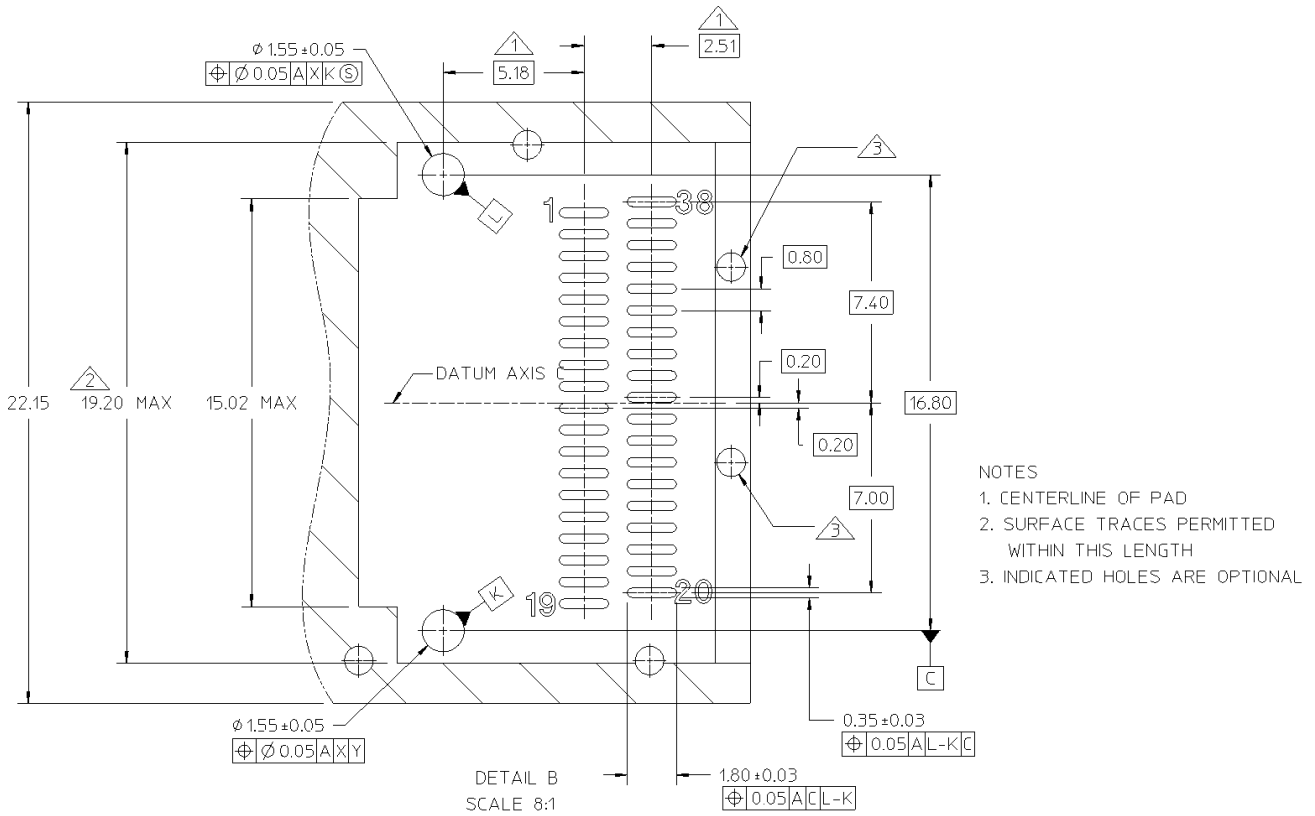 1
1
Ø 1.55±0.05
5.18
2.51
⌖ Ø 0.05 A X K Ⓢ
3
L
1
38
0.80
7.40
DATUM AXIS C
0.20
2
22.15
19.20 MAX
15.02 MAX
16.80
0.20
7.00
NOTES
1. CENTERLINE OF PAD
2. SURFACE TRACES PERMITTED
WITHIN THIS LENGTH
3. INDICATED HOLES ARE OPTIONAL
3
K
19
20
C
Ø 1.55±0.05
⌖ Ø 0.05 A X Y
0.35±0.03
⌖ 0.05 A L-K C
DETAIL B
SCALE 8:1
1.80±0.03
⌖ 0.05 A C L-K